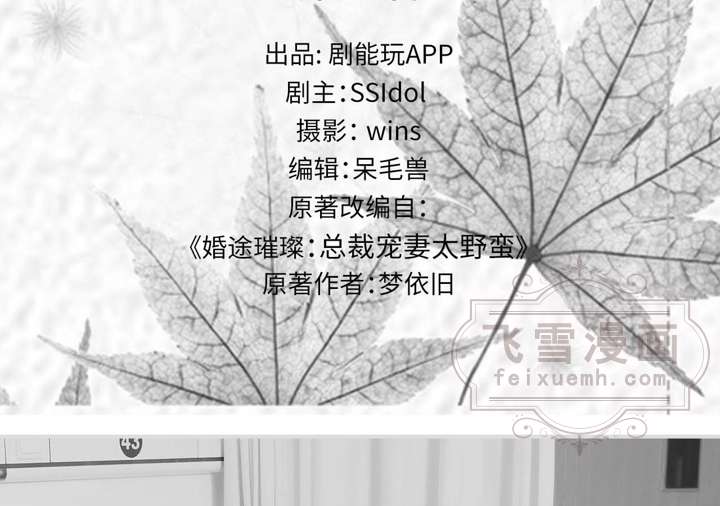 出品: 剧能玩APP
剧主：SSIdol
摄影： wins
编辑：呆毛兽
原著改编自：
《婚途璀璨：总裁宠妻太野蛮》
原著作者：梦依旧
飞雪漫画
feixuemh.com
43